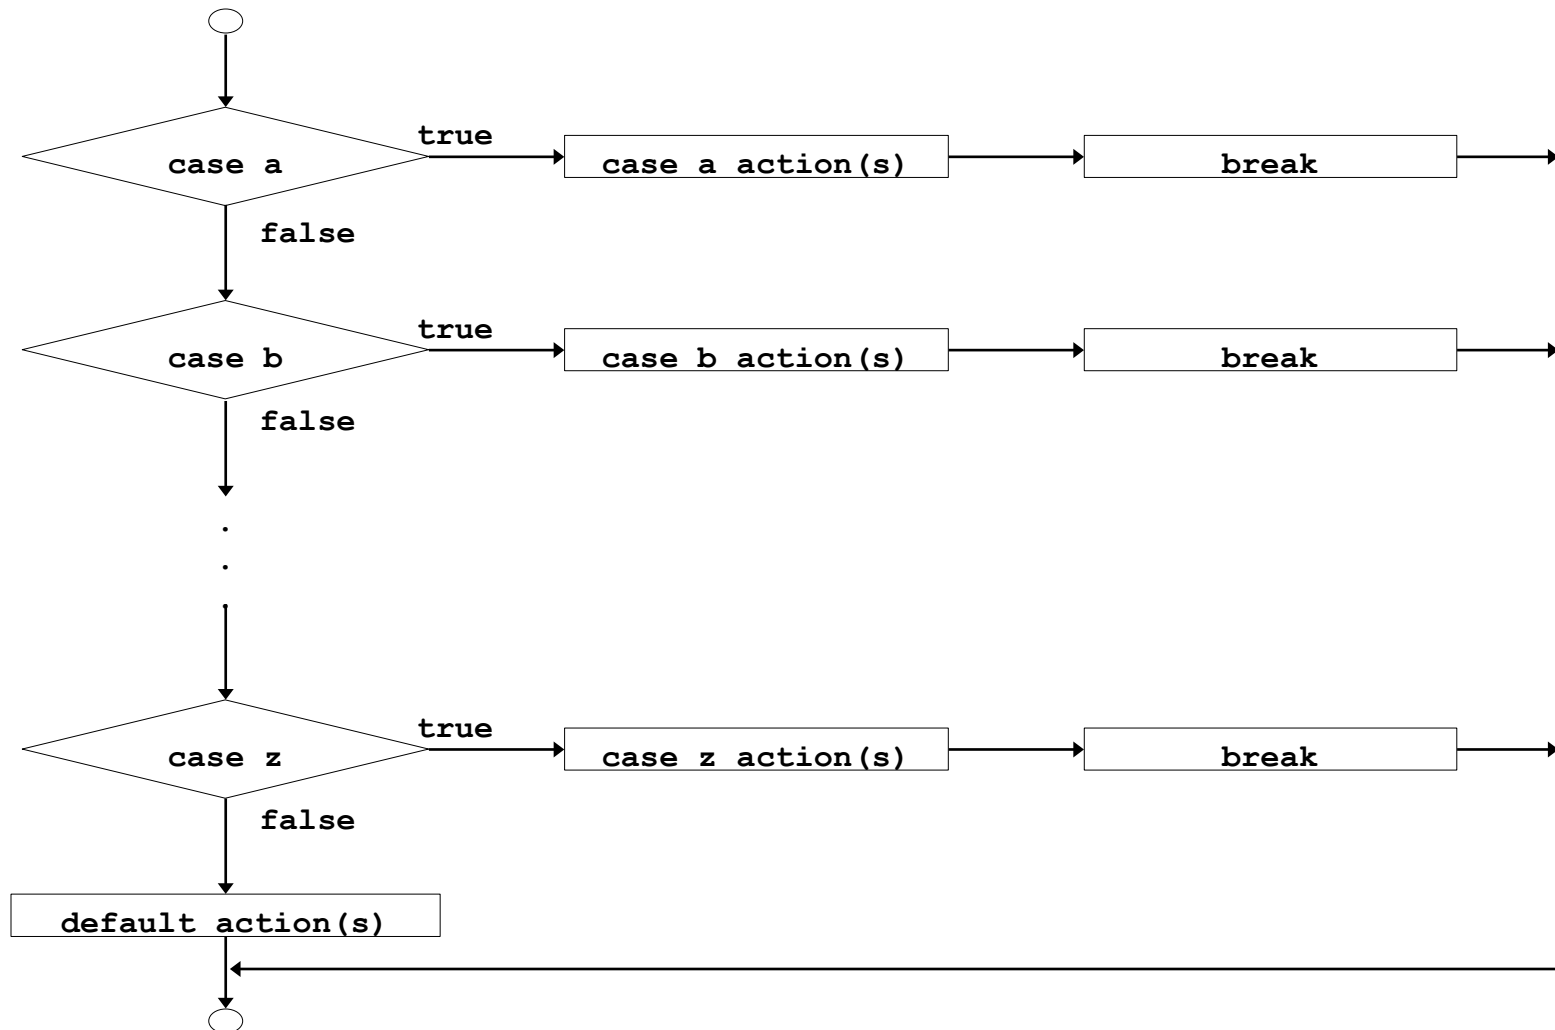 true
case a
case a action(s)
break
false
true
case b
case b action(s)
break
false
.
.
.
true
case z
case z action(s)
break
false
default action(s)